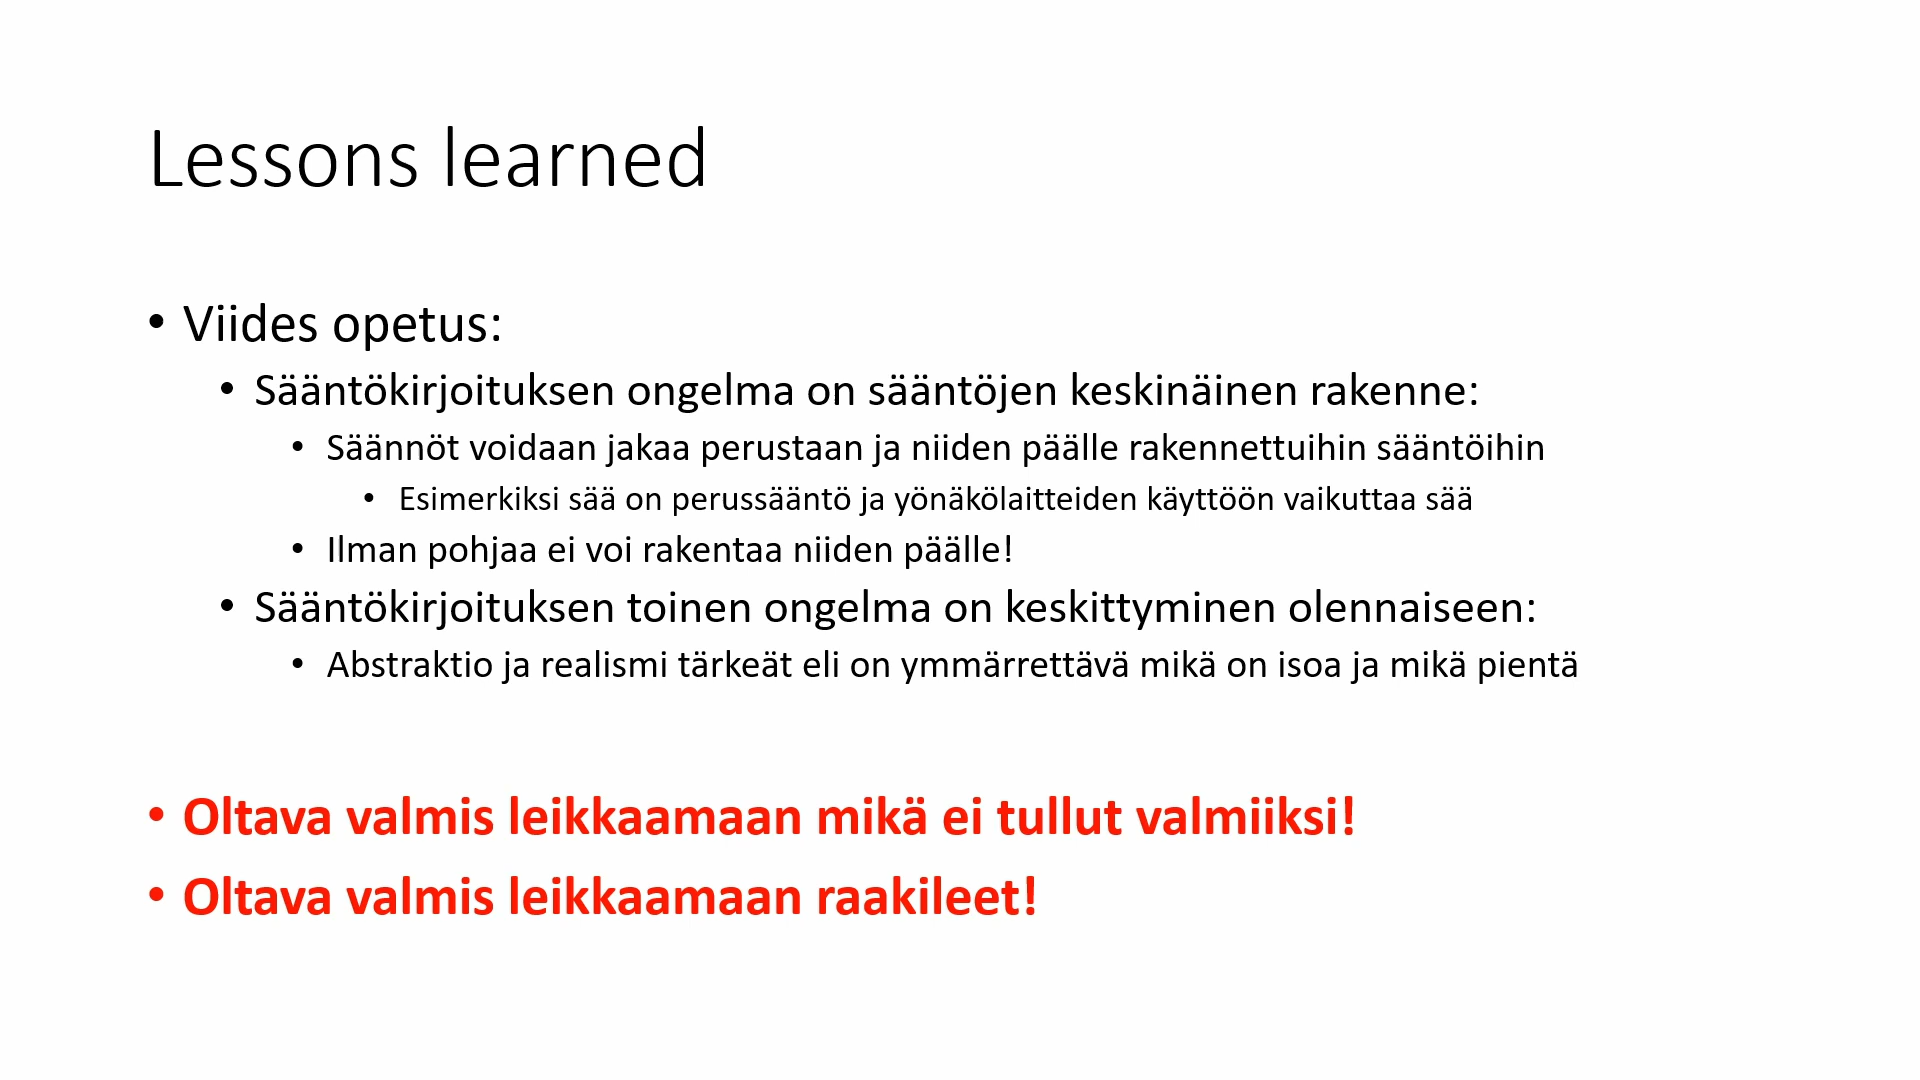 Lessons learned
• Viides opetus:
• Sääntökirjoituksen ongelma on sääntöjen keskinäinen rakenne:
• Säännöt voidaan jakaa perustaan ja niiden päälle rakennettuihin sääntöihin
• Esimerkiksi sää on perussääntö ja yönäkölaitteiden käyttöön vaikuttaa sää
• Ilman pohjaa ei voi rakentaa niiden päälle!
• Sääntökirjoituksen toinen ongelma on keskittyminen olennaiseen:
• Abstraktio ja realismi tärkeät eli on ymmärrettävä mikä on isoa ja mikä pientä
• Oltava valmis leikkaamaan mikä ei tullut valmiiksi!
• Oltava valmis leikkaamaan raakileet!